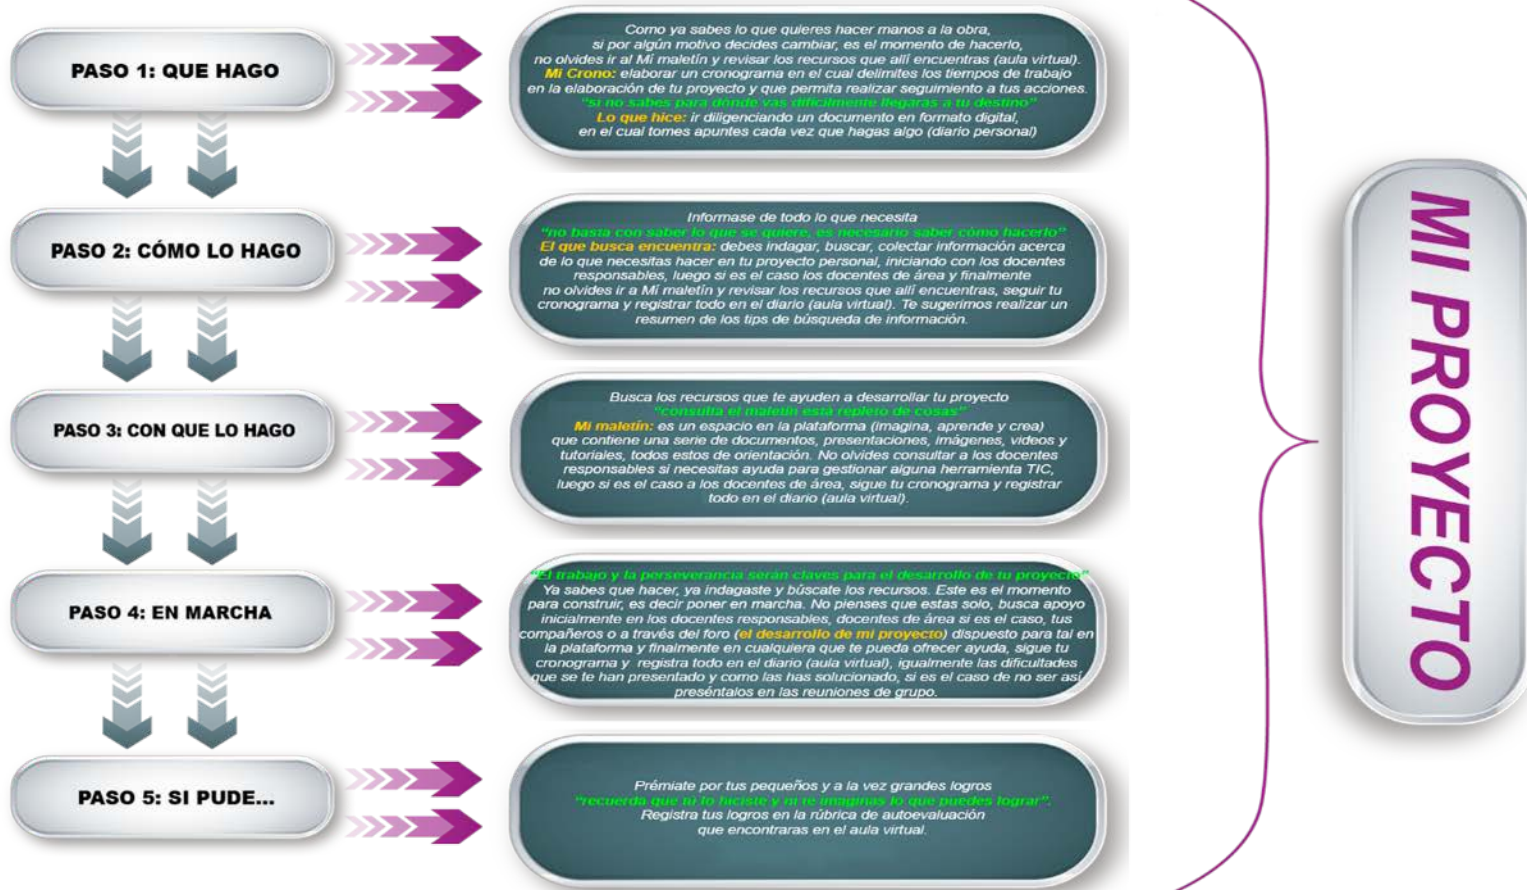 PASO 1: QUE HAGO
Como ya sabes lo que quieres hacer manos a la obra,
si por algún motivo decides cambiar, es el momento de hacerlo,
no olvides ir al Mí maletín y revisar los recursos que allí encuentras (aula virtual).
Mi Crono: elaborar un cronograma en el cual delimites los tiempos de trabajo
en la elaboración de tu proyecto y que permita realizar seguimiento a tus acciones.
"si no sabes para dónde vas difícilmente llegaras a tu destino"
Lo que hice: ir diligenciando un documento en formato digital,
en el cual tomes apuntes cada vez que hagas algo (diario personal)
PASO 2: CÓMO LO HAGO
Informase de todo lo que necesita
"no basta con saber lo que se quiere, es necesario saber cómo hacerlo"
El que busca encuentra: debes indagar, buscar, colectar información acerca
de lo que necesitas hacer en tu proyecto personal, iniciando con los docentes
responsables, luego si es el caso los docentes de área y finalmente
no olvides ir a Mí maletín y revisar los recursos que allí encuentras, seguir tu
cronograma y registrar todo en el diario (aula virtual). Te sugerimos realizar un
resumen de los tips de búsqueda de información.
PASO 3: CON QUE LO HAGO
Busca los recursos que te ayuden a desarrollar tu proyecto
"consulta el maletín está repleto de cosas"
Mi maletín: es un espacio en la plataforma (imagina, aprende y crea)
que contiene una serie de documentos, presentaciones, imágenes, videos y
tutoriales, todos estos de orientación. No olvides consultar a los docentes
responsables si necesitas ayuda para gestionar alguna herramienta TIC,
luego si es el caso a los docentes de área, sigue tu cronograma y registrar
todo en el diario (aula virtual).
PASO 4: EN MARCHA
"El trabajo y la perseverancia serán claves para el desarrollo de tu proyecto"
Ya sabes que hacer, ya indagaste y búscate los recursos. Este es el momento
para construir, es decir poner en marcha. No pienses que estas solo, busca apoyo
inicialmente en los docentes responsables, docentes de área si es el caso, tus
compañeros o a través del foro (el desarrollo de mi proyecto) dispuesto para tal en
la plataforma y finalmente en cualquiera que te pueda ofrecer ayuda, sigue tu
cronograma y registra todo en el diario (aula virtual), igualmente las dificultades
que se te han presentado y como las has solucionado, si es el caso de no ser así
preséntalos en las reuniones de grupo.
PASO 5: SI PUDE...
Prémiate por tus pequeños y a la vez grandes logros
"recuerda que tú lo hiciste y ni te imaginas lo que puedes lograr".
Registra tus logros en la rúbrica de autoevaluación
que encontraras en el aula virtual.
MI PROYECTO